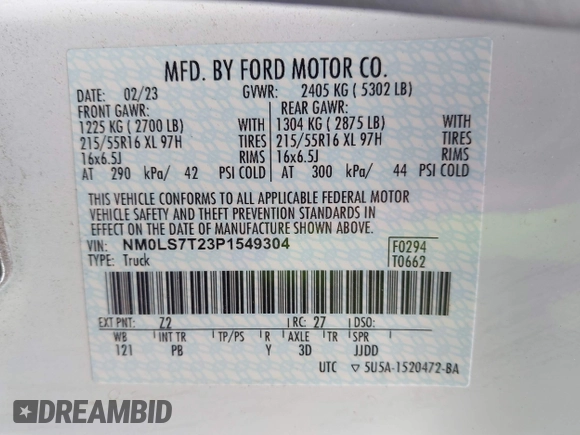 MFD. BY FORD MOTOR CO.
DATE: 02/23 GVWR: 2405 KG ( 5302 LB)
FRONT GAWR: REAR GAWR:
1225 KG ( 2700 LB) WITH 1304 KG ( 2875 LB) WITH
215/55R16 XL 97H TIRES 215/55R16 XL 97H TIRES
16x6.5J RIMS 16x6.5J RIMS
AT 290 kPa/ 42 PSI COLD AT 300 kPa/ 44 PSI COLD
THIS VEHICLE CONFORMS TO ALL APPLICABLE FEDERAL MOTOR
VEHICLE SAFETY AND THEFT PREVENTION STANDARDS IN
EFFECT ON THE DATE OF MANUFACTURE SHOWN ABOVE.
VIN: NM0LS7T23P1549304 F0294
TYPE: Truck T0662
EXT PNT: Z2 RC: 27 DSO:
WB INT TR TP/PS R AXLE TR SPR
121 PB Y 3D JJDD
UTC ▽ 5U5A-1520472-BA
DREAMBID